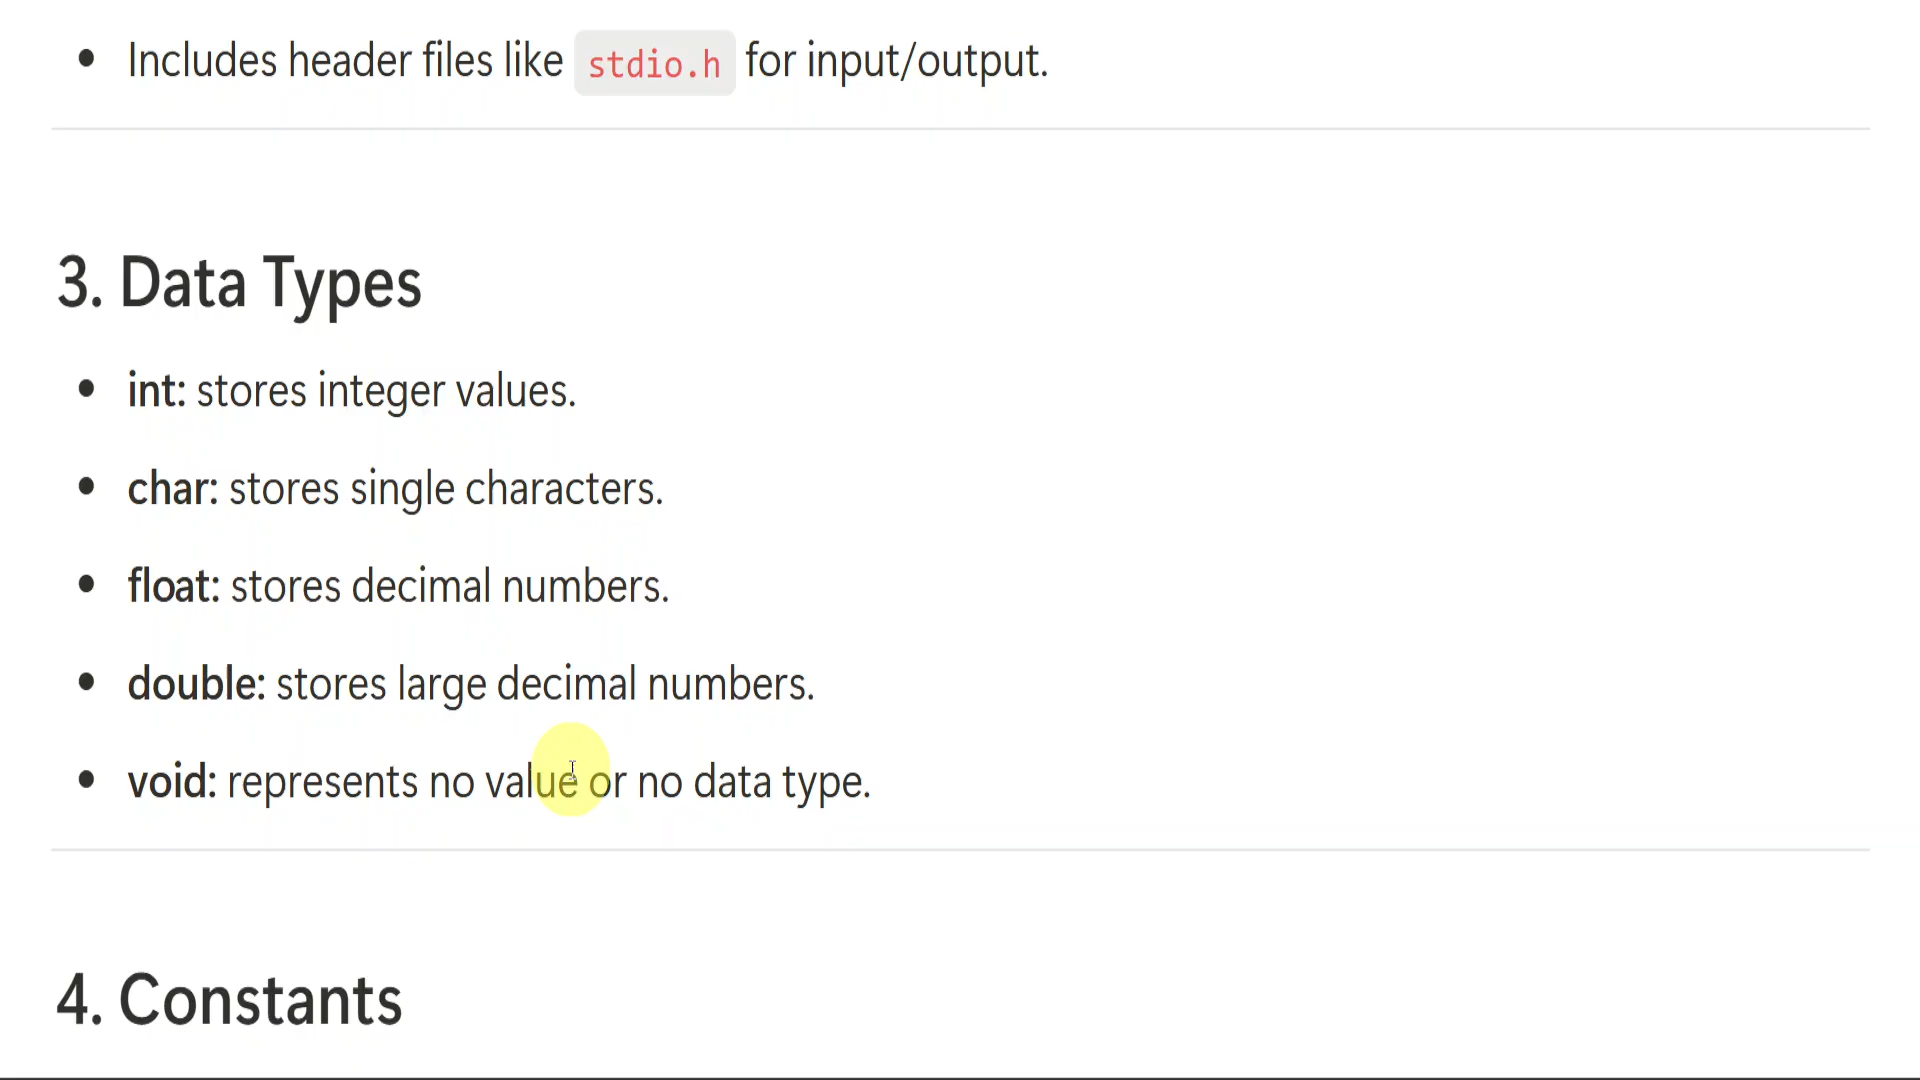 • Includes header files like stdio.h for input/output.
3. Data Types
• int: stores integer values.
• char: stores single characters.
• float: stores decimal numbers.
• double: stores large decimal numbers.
• void: represents no value or no data type.
4. Constants